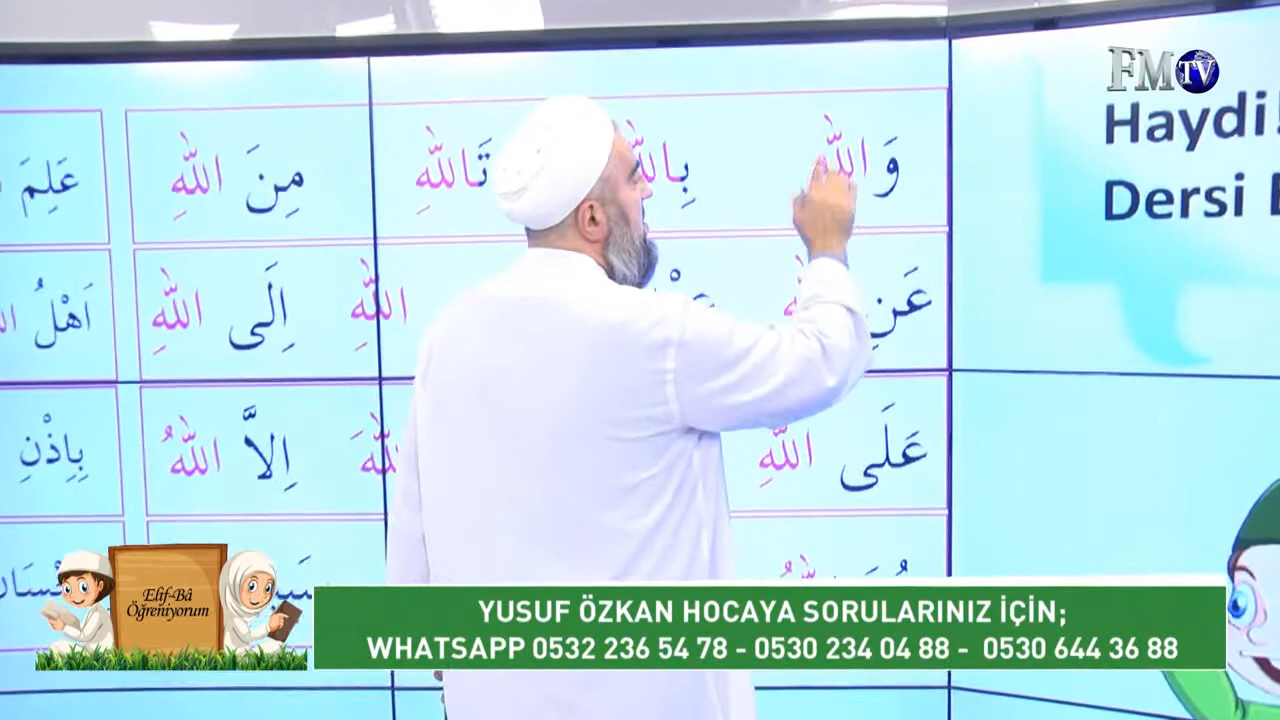 FM TV
Haydi!
Dersi
وَ اللّٰهِ بِاللّٰهِ تَاللّٰهِ مِنَ اللّٰهِ عَلِمَ
عَنِ اللّٰهِ اِلَى اللّٰهِ اَهْلُ
عَلَى اللّٰهِ اِلاَّ اللّٰهُ بِاِذْنِ
Elif-Bâ
Öğreniyorum
YUSUF ÖZKAN HOCAYA SORULARINIZ İÇİN;
WHATSAPP 0532 236 54 78 - 0530 234 04 88 - 0530 644 36 88